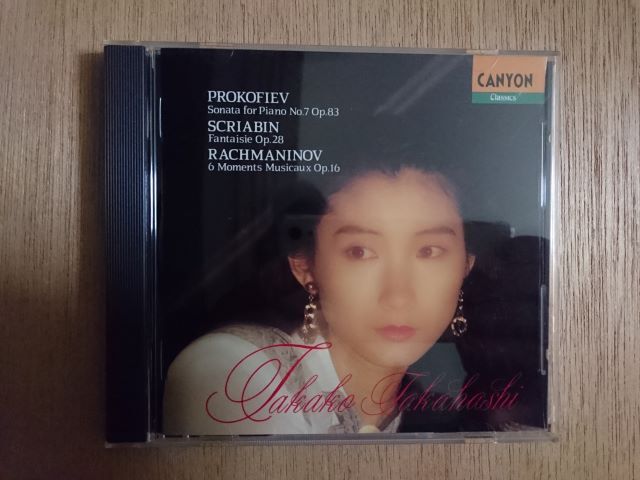 CANYON
Classics
PROKOFIEV
Sonata for Piano No.7 Op.83
SCRIABIN
Fantaisie Op.28
RACHMANINOV
6 Moments Musicaux Op.16
Takako Takahashi